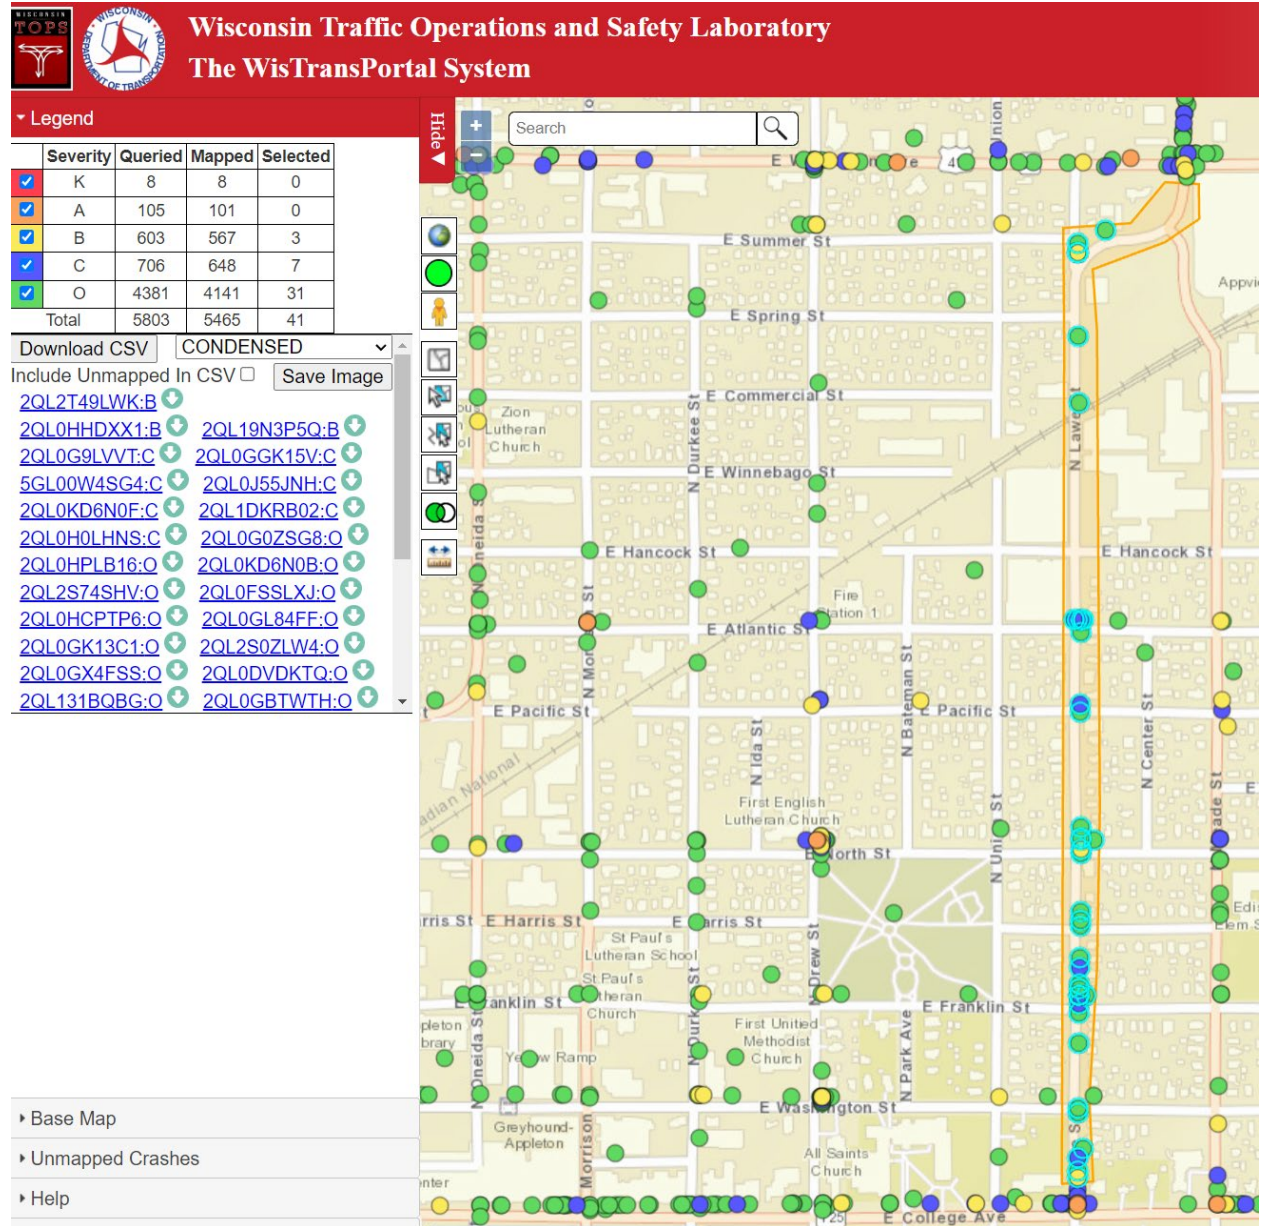 WISCONSIN
TOPS
WISCONSIN
DEPARTMENT OF TRANSPORTATION
Wisconsin Traffic Operations and Safety Laboratory
The WisTransPortal System
Legend
Severity Queried Mapped Selected
K 8 8 0
A 105 101 0
B 603 567 3
C 706 648 7
O 4381 4141 31
Total 5803 5465 41
Download CSV CONDENSED
Include Unmapped In CSV Save Image
2QL2T49LWK:B
2QL0HHDXX1:B 2QL19N3P5Q:B
2QL0G9LVVT:C 2QL0GGK15V:C
5GL00W4SG4:C 2QL0J55JNH:C
2QL0KD6N0F:C 2QL1DKRB02:C
2QL0H0LHNS:C 2QL0G0ZSG8:O
2QL0HPLB16:O 2QL0KD6N0B:O
2QL2S74SHV:O 2QL0FSSLXJ:O
2QL0HCPTP6:O 2QL0GL84FF:O
2QL0GK13C1:O 2QL2S0ZLW4:O
2QL0GX4FSS:O 2QL0DVDKTQ:O
2QL131BQBG:O 2QL0GBTWTH:O
Base Map
Unmapped Crashes
Help
Hide
+
Search
Union
E Summer St
Appvi
E Spring St
E Commercial St
Zion
Lutheran
Church
N Durkee St
N Lawe St
E Winnebago St
E Hancock St
E Hancock St
Fire
Station 1
E Atlantic St
N Bateman St
E Pacific St
E Pacific St
N Ida St
N Center St
First English
Lutheran Church
E North St
N Union St
E Harris St
St Paul's
Lutheran School
St Paul's
Church
N Drew St
E Franklin St
First United
Methodist
Church
N Park Ave
Ramp
N Oneida St
E Washington St
Greyhound-
Appleton
Morrison
All Saints
Church
E College Ave